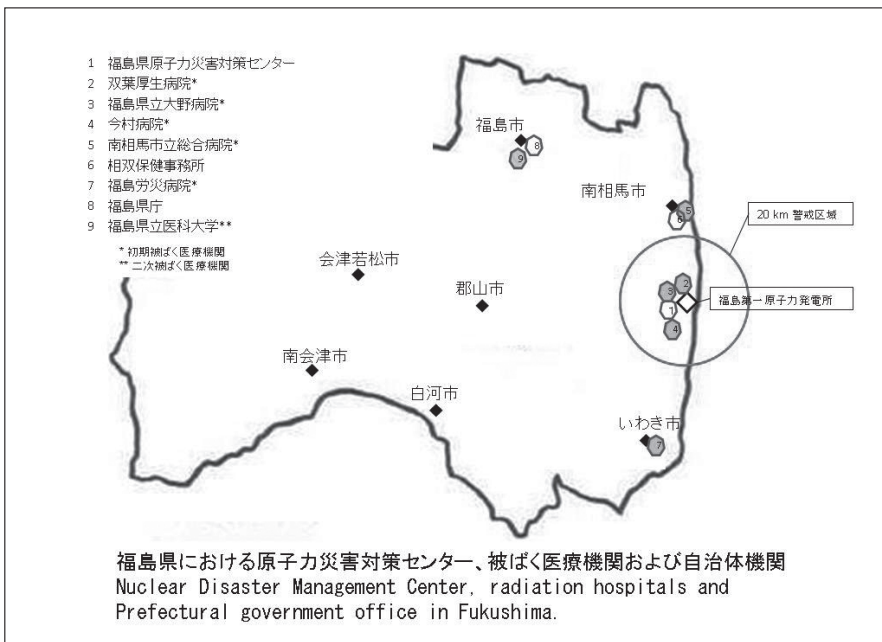 1 福島県原子力災害対策センター
2 双葉厚生病院*
3 福島県立大野病院*
4 今村病院*
5 南相馬市立総合病院*
6 相双保健事務所
7 福島労災病院*
8 福島県庁
9 福島県立医科大学**
* 初期被ばく医療機関
** 二次被ばく医療機関
福島市
8
9
南相馬市
5
6
20 km 警戒区域
会津若松市
郡山市
2
3
1
4
福島第一原子力発電所
南会津市
白河市
いわき市
7
福島県における原子力災害対策センター、被ばく医療機関および自治体機関
Nuclear Disaster Management Center, radiation hospitals and
Prefectural government office in Fukushima.